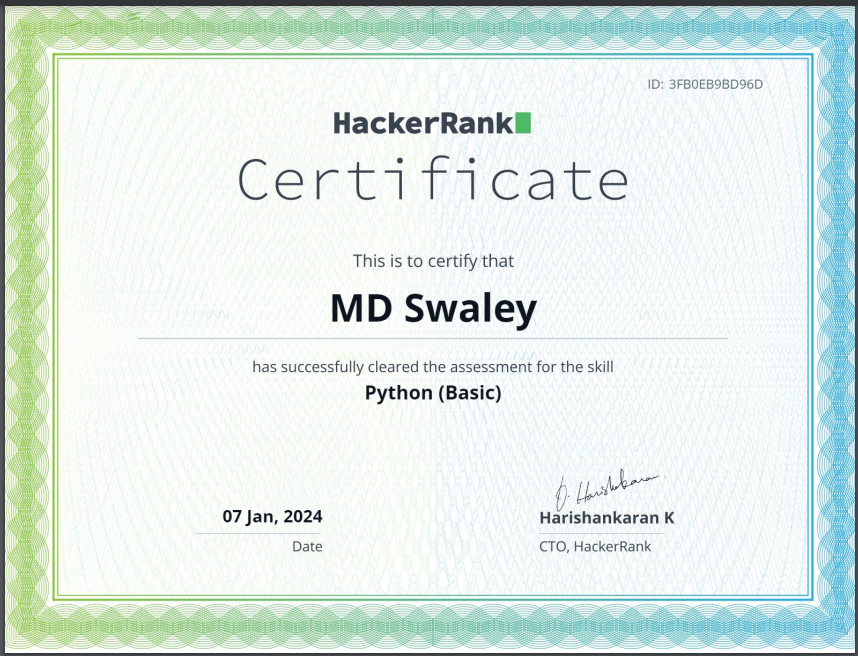 ID: 3FB0EB9BD96D
HackerRank
Certificate
This is to certify that
MD Swaley
has successfully cleared the assessment for the skill
Python (Basic)
07 Jan, 2024
Date
Harishankaran K
CTO, HackerRank